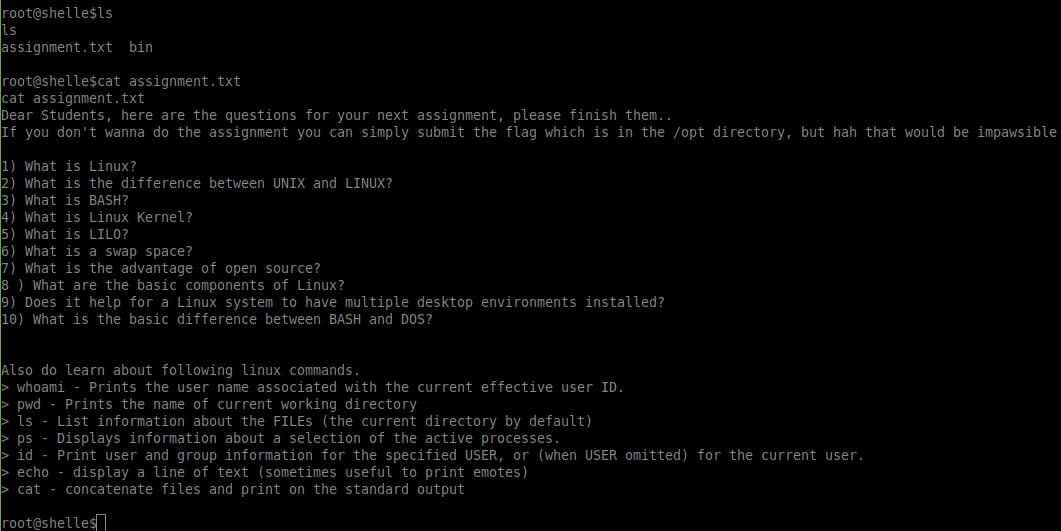 root@shelle$ls
ls
assignment.txt  bin
root@shelle$cat assignment.txt
cat assignment.txt
Dear Students, here are the questions for your next assignment, please finish them..
If you don't wanna do the assignment you can simply submit the flag which is in the /opt directory, but hah that would be impawsible
1) What is Linux?
2) What is the difference between UNIX and LINUX?
3) What is BASH?
4) What is Linux Kernel?
5) What is LILO?
6) What is a swap space?
7) What is the advantage of open source?
8 ) What are the basic components of Linux?
9) Does it help for a Linux system to have multiple desktop environments installed?
10) What is the basic difference between BASH and DOS?
Also do learn about following linux commands.
> whoami - Prints the user name associated with the current effective user ID.
> pwd - Prints the name of current working directory
> ls - List information about the FILEs (the current directory by default)
> ps - Displays information about a selection of the active processes.
> id - Print user and group information for the specified USER, or (when USER omitted) for the current user.
> echo - display a line of text (sometimes useful to print emotes)
> cat - concatenate files and print on the standard output
root@shelle$